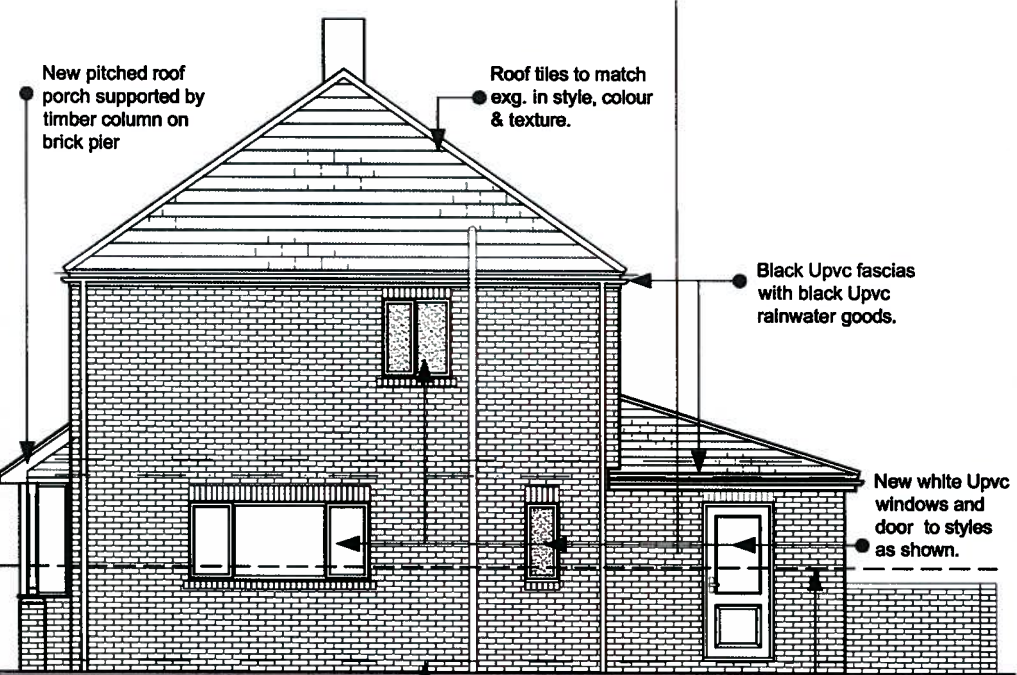 New pitched roof
porch supported by
timber column on
brick pier
Roof tiles to match
exg. in style, colour
& texture.
Black Upvc fascias
with black Upvc
rainwater goods.
New white Upvc
windows and
door to styles
as shown.